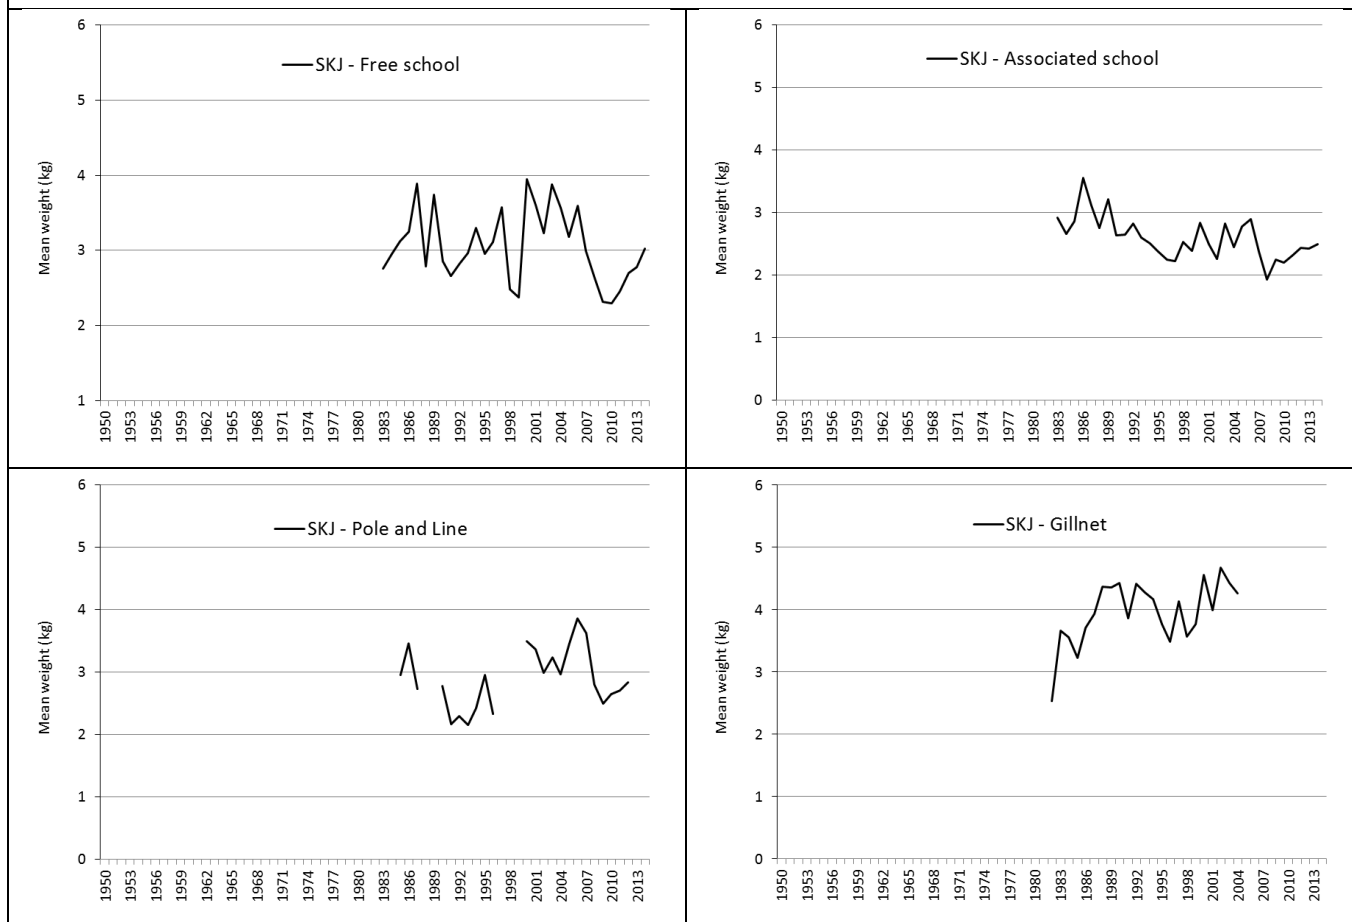 SKJ - Free school
Mean weight (kg)
6
5
4
3
2
1
1950 1953 1956 1959 1962 1965 1968 1971 1974 1977 1980 1983 1986 1989 1992 1995 1998 2001 2004 2007 2010 2013
SKJ - Associated school
Mean weight (kg)
6
5
4
3
2
1
0
1950 1953 1956 1959 1962 1965 1968 1971 1974 1977 1980 1983 1986 1989 1992 1995 1998 2001 2004 2007 2010 2013
SKJ - Pole and Line
Mean weight (kg)
6
5
4
3
2
1
0
1950 1953 1956 1959 1962 1965 1968 1971 1974 1977 1980 1983 1986 1989 1992 1995 1998 2001 2004 2007 2010 2013
SKJ - Gillnet
Mean weight (kg)
6
5
4
3
2
1
0
1950 1953 1956 1959 1962 1965 1968 1971 1974 1977 1980 1983 1986 1989 1992 1995 1998 2001 2004 2007 2010 2013